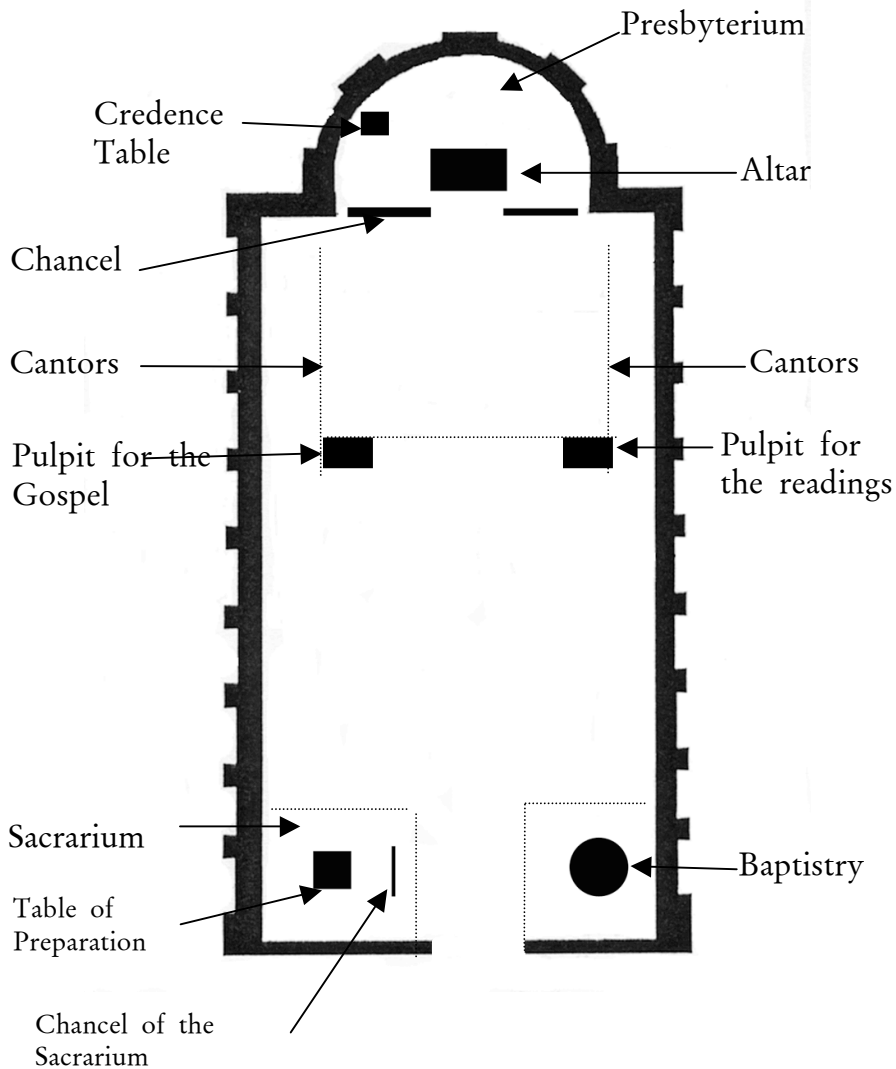 Presbyterium
Credence
Table
Altar
Chancel
Cantors
Cantors
Pulpit for the
Gospel
Pulpit for
the readings
Sacrarium
Baptistry
Table of
Preparation
Chancel of the
Sacrarium